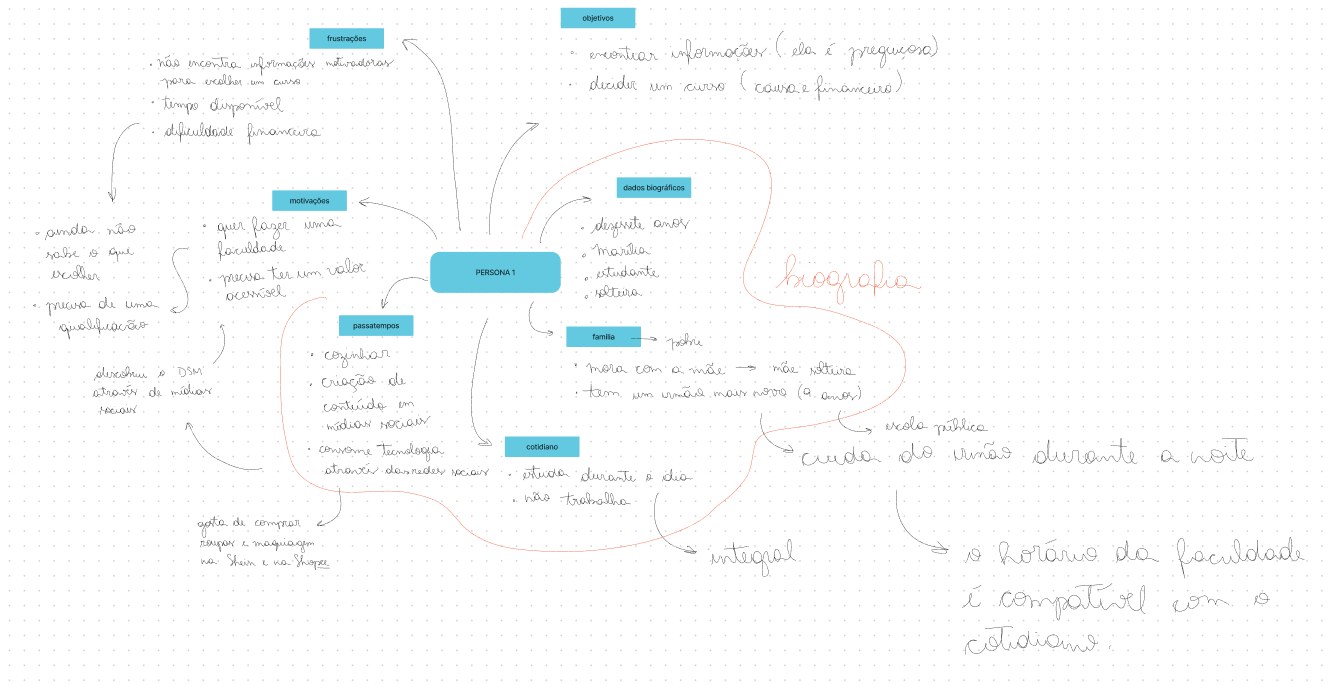 objetivos
• encontrar informações (ela é preguiçosa)
• decidir um curso (causa e financeiro)
frustrações
• não encontra informações motivadoras
para escolher um curso
• tempo disponível
• dificuldade financeira
• ainda não
sabe o que
escolher
• precisa de uma
qualificação
motivações
• quer fazer uma
faculdade
• precisa ter um valor
acessível
descobriu o DSM
através de mídias
sociais
PERSONA 1
dados biográficos
• dezessete anos
• marília
• estudante
• solteira
biografia
família
pobre
• mora com a mãe → mãe solteira
• tem um irmão mais novo (9 anos)
escola pública
cuida do irmão durante a noite
o horário da faculdade
é compatível com o
cotidiano.
passatempos
• cozinhar
• criação de
conteúdo em
mídias sociais
• consome tecnologia
através das redes sociais
gosta de comprar
roupas e maquiagem
na Shein e na Shopee
cotidiano
• estuda durante o dia
• não trabalha
integral